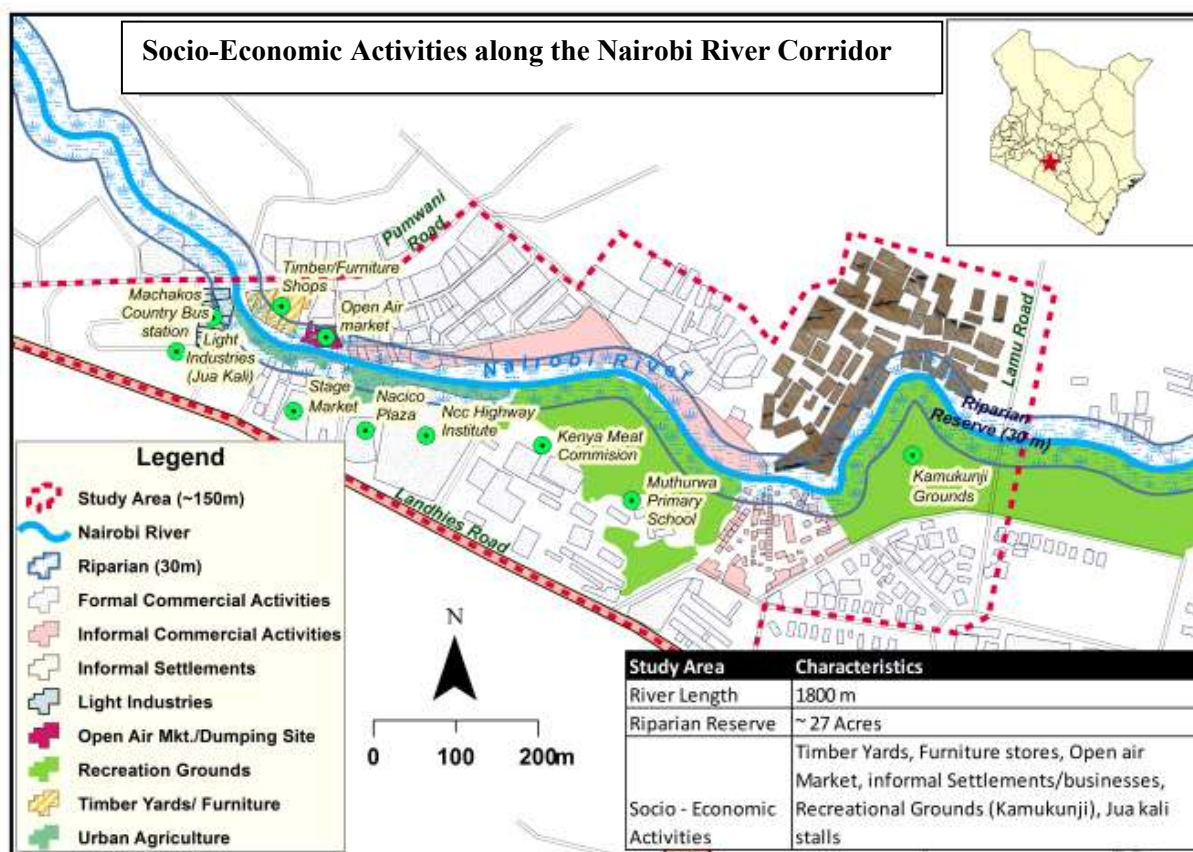 Socio-Economic Activities along the Nairobi River Corridor
Pumwani
Road
Timber/Furniture
Shops
Machakos
Country Bus
station
Open Air
market
Light
Industries
(Jua Kali)
Nairobi River
Lamu Road
Stage
Market
Nacico
Plaza
Ncc Highway
Institute
Riparian
Reserve (30 m)
Kenya Meat
Commision
Kamukunji
Grounds
Muthurwa
Primary
School
Landhies Road
Legend
Study Area (~150m)
Nairobi River
Riparian (30m)
Formal Commercial Activities
Informal Commercial Activities
Informal Settlements
Light Industries
Open Air Mkt./Dumping Site
Recreation Grounds
Timber Yards/ Furniture
Urban Agriculture
N
0 100 200m
Study Area Characteristics
River Length 1800 m
Riparian Reserve ~ 27 Acres
Socio - Economic
Activities
Timber Yards, Furniture stores, Open air
Market, informal Settlements/businesses,
Recreational Grounds (Kamukunji), Jua kali
stalls